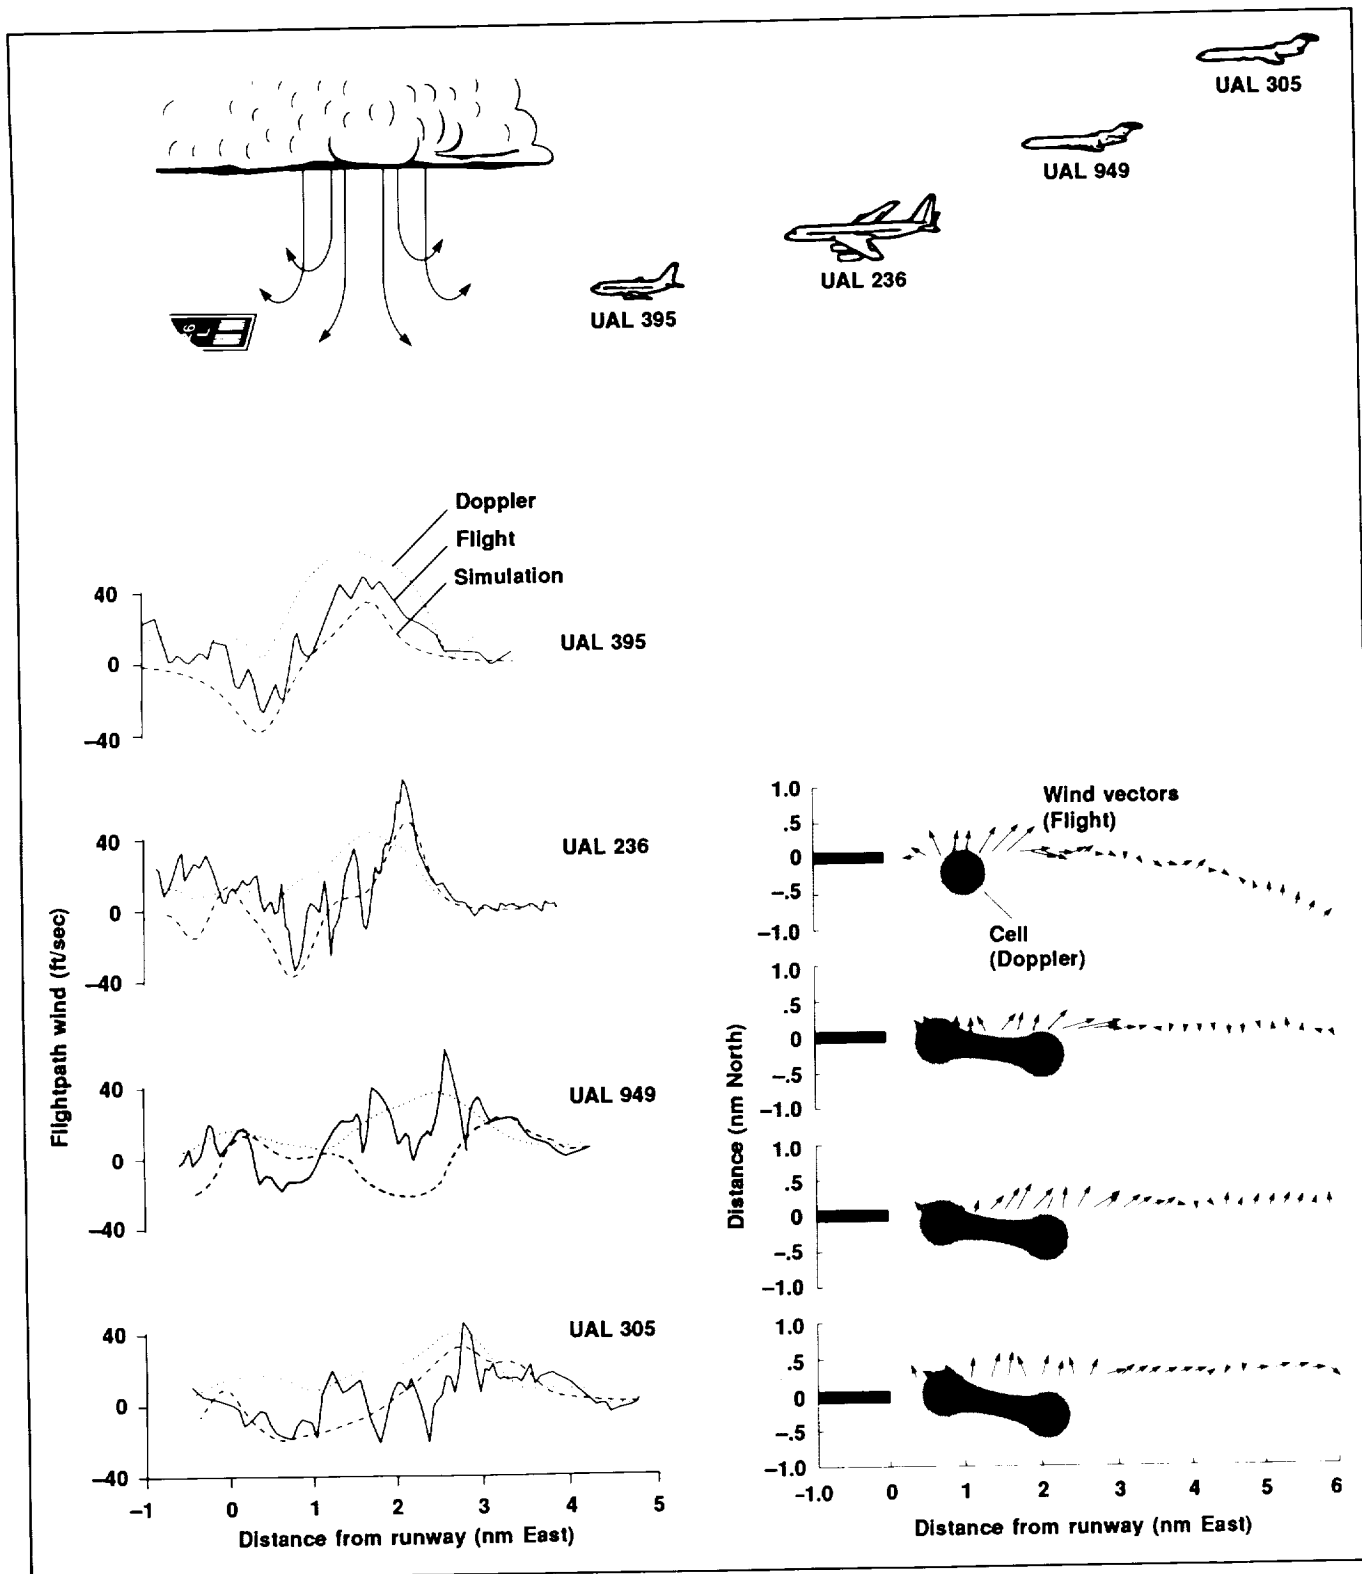 UAL 305
UAL 949
UAL 236
UAL 395
Doppler
Flight
Simulation
40
0
−40
UAL 395
40
0
−40
UAL 236
40
0
−40
UAL 949
40
0
−40
UAL 305
−1 0 1 2 3 4 5
Distance from runway (nm East)
Flightpath wind (ft/sec)
1.0
.5
0
−.5
−1.0
Wind vectors
(Flight)
Cell
(Doppler)
1.0
.5
0
−.5
−1.0
1.0
.5
0
−.5
−1.0
1.0
.5
0
−.5
−1.0
−1.0 0 1 2 3 4 5 6
Distance from runway (nm East)
Distance (nm North)